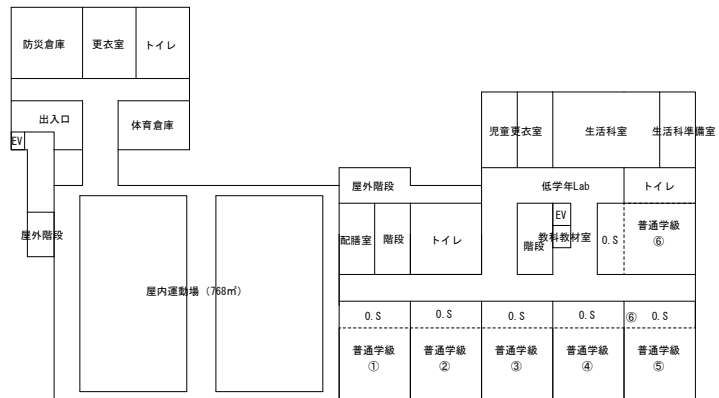 防災倉庫
更衣室
トイレ
出入口
体育倉庫
EV
屋外階段
屋内運動場（768㎡）
児童更衣室
生活科室
生活科準備室
屋外階段
低学年Lab
トイレ
配膳室
階段
トイレ
階段
EV
教科教材室
O.S
普通学級
⑥
O.S
O.S
O.S
O.S
⑥
O.S
普通学級
①
普通学級
②
普通学級
③
普通学級
④
普通学級
⑤